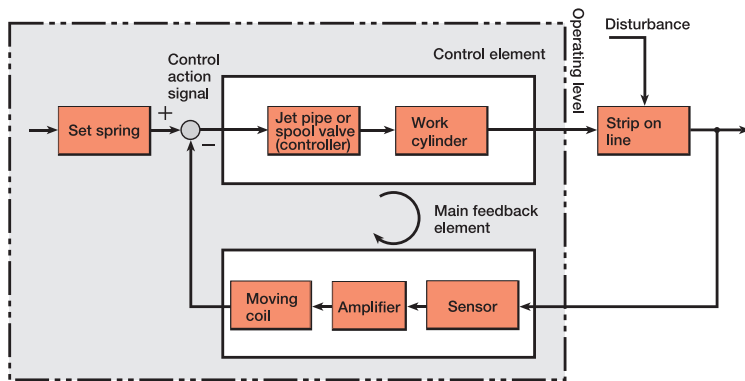 Disturbance
Control
action
signal
Control element
Operating level
Set spring
+
−
Jet pipe or
spool valve
(controller)
Work
cylinder
Strip on
line
Main feedback
element
Moving
coil
Amplifier
Sensor